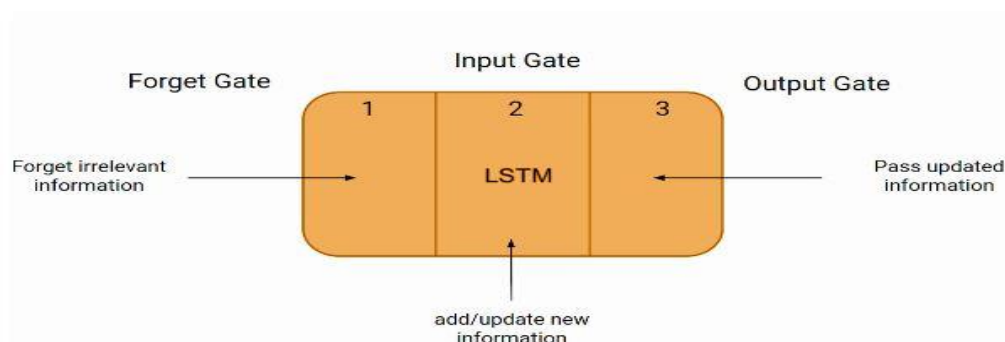 Forget Gate
Input Gate
Output Gate
1
2
3
LSTM
Forget irrelevant
information
Pass updated
information
add/update new
information